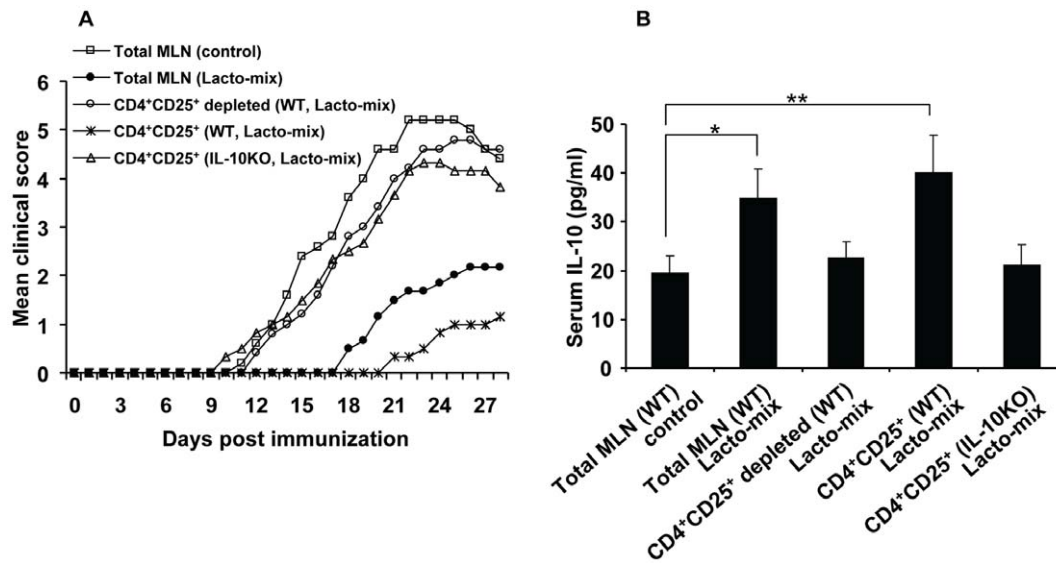 A
Total MLN (control)
Total MLN (Lacto-mix)
CD4⁺CD25⁺ depleted (WT, Lacto-mix)
CD4⁺CD25⁺ (WT, Lacto-mix)
CD4⁺CD25⁺ (IL-10KO, Lacto-mix)
Mean clinical score
6
5
4
3
2
1
0
0 3 6 9 12 15 18 21 24 27
Days post immunization
B
**
*
Serum IL-10 (pg/ml)
50
40
30
20
10
0
Total MLN (WT)
control
Total MLN (WT)
Lacto-mix
CD4⁺CD25⁺ depleted (WT)
Lacto-mix
CD4⁺CD25⁺ (WT)
Lacto-mix
CD4⁺CD25⁺ (IL-10KO)
Lacto-mix